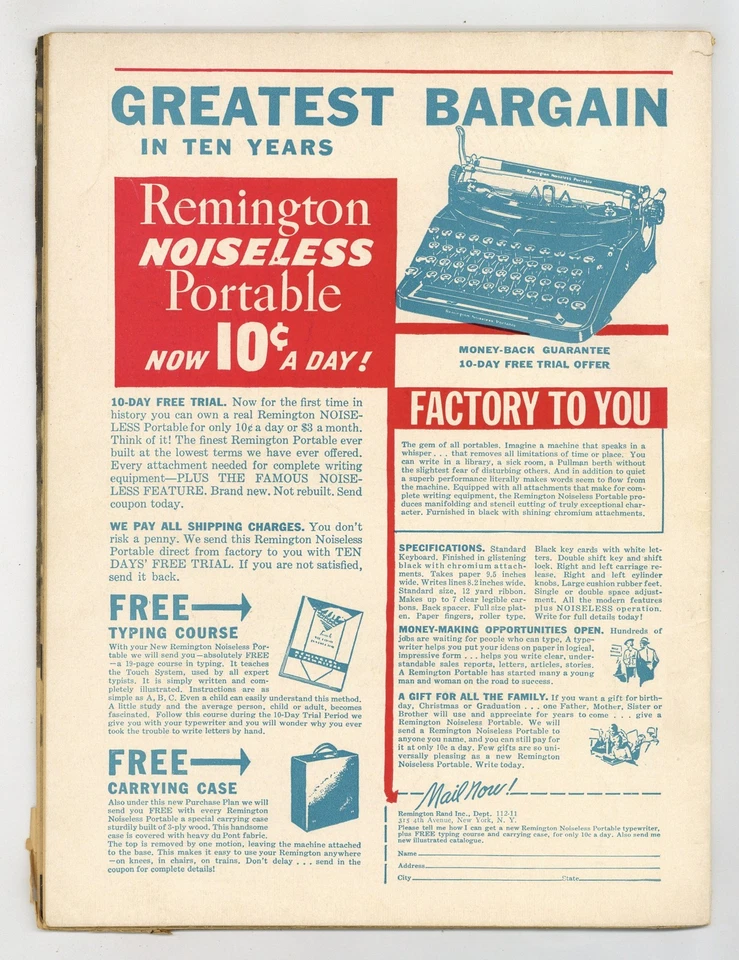 GREATEST BARGAIN
IN TEN YEARS
Remington Noiseless Portable
Remington Noiseless Portable
Remington
NOISELESS
Portable
NOW 10¢ A DAY!
MONEY-BACK GUARANTEE
10-DAY FREE TRIAL OFFER
10-DAY FREE TRIAL. Now for the first time in
history you can own a real Remington NOISE-
LESS Portable for only 10¢ a day or $3 a month.
Think of it! The finest Remington Portable ever
built at the lowest terms we have ever offered.
Every attachment needed for complete writing
equipment—PLUS THE FAMOUS NOISE-
LESS FEATURE. Brand new. Not rebuilt. Send
coupon today.
WE PAY ALL SHIPPING CHARGES. You don't
risk a penny. We send this Remington Noiseless
Portable direct from factory to you with TEN
DAYS' FREE TRIAL. If you are not satisfied,
send it back.
FREE
TYPING COURSE
With your New Remington Noiseless Por-
table we will send you—absolutely FREE
—a 19-page course in typing. It teaches
the Touch System, used by all expert
typists. It is simply written and com-
pletely illustrated. Instructions are as
simple as A, B, C. Even a child can easily understand this method.
A little study and the average person, child or adult, becomes
fascinated. Follow this course during the 10-Day Trial Period we
give you with your typewriter and you will wonder why you ever
took the trouble to write letters by hand.
FREE
CARRYING CASE
Also under this new Purchase Plan we will
send you FREE with every Remington
Noiseless Portable a special carrying case
sturdily built of 3-ply wood. This handsome
case is covered with heavy du Pont fabric.
The top is removed by one motion, leaving the machine attached
to the base. This makes it easy to use your Remington anywhere
—on knees, in chairs, on trains. Don't delay . . . send in the
coupon for complete details!
FACTORY TO YOU
The gem of all portables. Imagine a machine that speaks in a
whisper . . . that removes all limitations of time or place. You
can write in a library, a sick room, a Pullman berth without
the slightest fear of disturbing others. And in addition to quiet
a superb performance literally makes words seem to flow from
the machine. Equipped with all attachments that make for com-
plete writing equipment, the Remington Noiseless Portable pro-
duces manifolding and stencil cutting of truly exceptional char-
acter. Furnished in black with shining chromium attachments.
SPECIFICATIONS. Standard
Keyboard. Finished in glistening
black with chromium attach-
ments. Takes paper 9.5 inches
wide. Writes lines 8.2 inches wide.
Standard size, 12 yard ribbon.
Makes up to 7 clear legible car-
bons. Back spacer. Full size plat-
en. Paper fingers, roller type.
Black key cards with white let-
ters. Double shift key and shift
lock. Right and left carriage re-
lease. Right and left cylinder
knobs. Large cushion rubber feet.
Single or double space adjust-
ment. All the modern features
plus NOISELESS operation.
Write for full details today!
MONEY-MAKING OPPORTUNITIES OPEN. Hundreds of
jobs are waiting for people who can type. A type-
writer helps you put your ideas on paper in logical,
impressive form . . . helps you write clear, under-
standable sales reports, letters, articles, stories.
A Remington Portable has started many a young
man and woman on the road to success.
A GIFT FOR ALL THE FAMILY. If you want a gift for birth-
day, Christmas or Graduation . . . one Father, Mother, Sister or
Brother will use and appreciate for years to come . . . give a
Remington Noiseless Portable. We will
send a Remington Noiseless Portable to
anyone you name, and you can still pay for
it at only 10c a day. Few gifts are so uni-
versally pleasing as a new Remington
Noiseless Portable. Write today.
Mail Now!
Remington Rand Inc., Dept. 112-11
315 4th Avenue, New York, N. Y.
Please tell me how I can get a new Remington Noiseless Portable typewriter,
plus FREE typing course and carrying case, for only 10c a day. Also send me
new illustrated catalogue.
Name
Address
City State